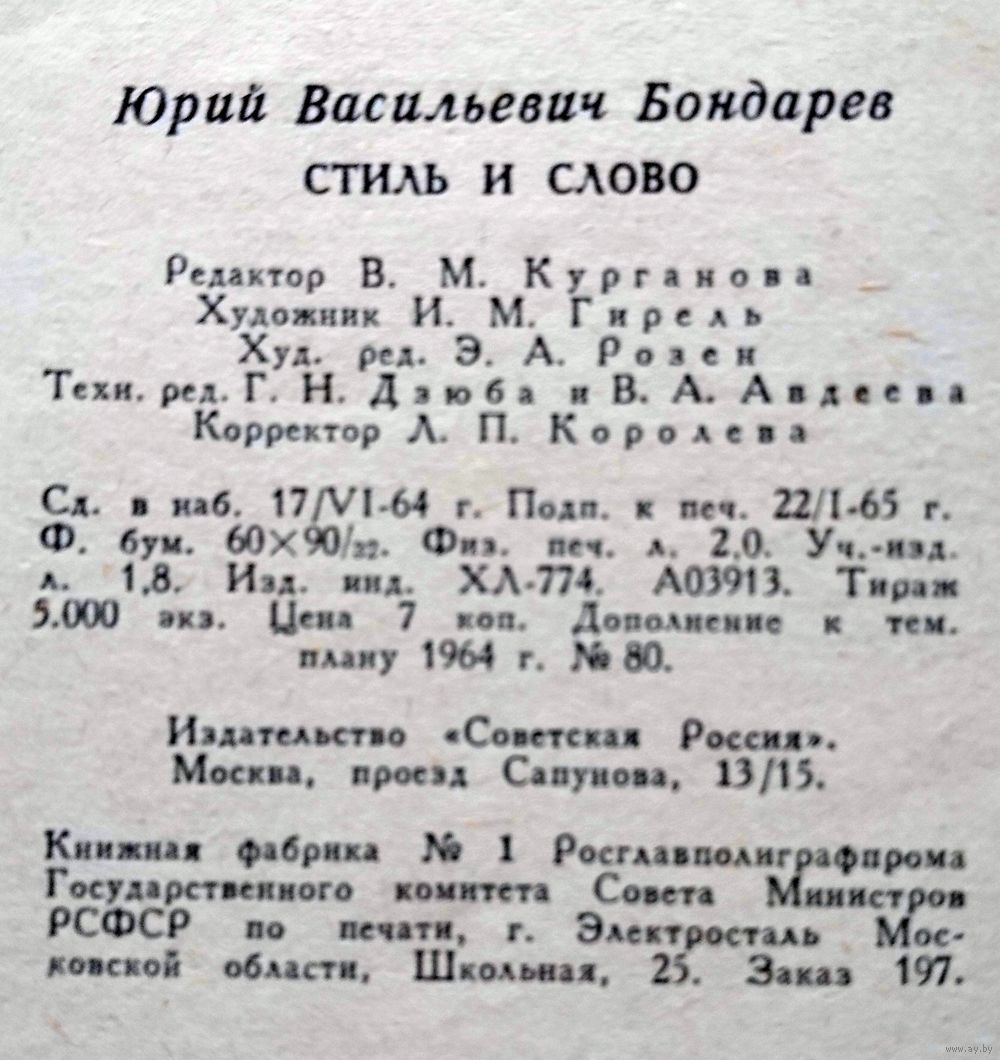 Юрий Васильевич Бондарев
СТИЛЬ И СЛОВО
Редактор В. М. Курганова
Художник И. М. Гирель
Худ. ред. Э. А. Розен
Техн. ред. Г. Н. Дзюба и В. А. Авдеева
Корректор Л. П. Королева
Сд. в наб. 17/VI-64 г. Подп. к печ. 22/I-65 г.
Ф. бум. 60×90/32. Физ. печ. л. 2,0. Уч.-изд.
л. 1,8. Изд. инд. ХЛ-774. А03913. Тираж
5.000 экз. Цена 7 коп. Дополнение к тем.
плану 1964 г. № 80.
Издательство «Советская Россия».
Москва, проезд Сапунова, 13/15.
Книжная фабрика № 1 Росглавполиграфпрома
Государственного комитета Совета Министров
РСФСР по печати, г. Электросталь Мос-
ковской области, Школьная, 25. Заказ 197.
www.ay.by